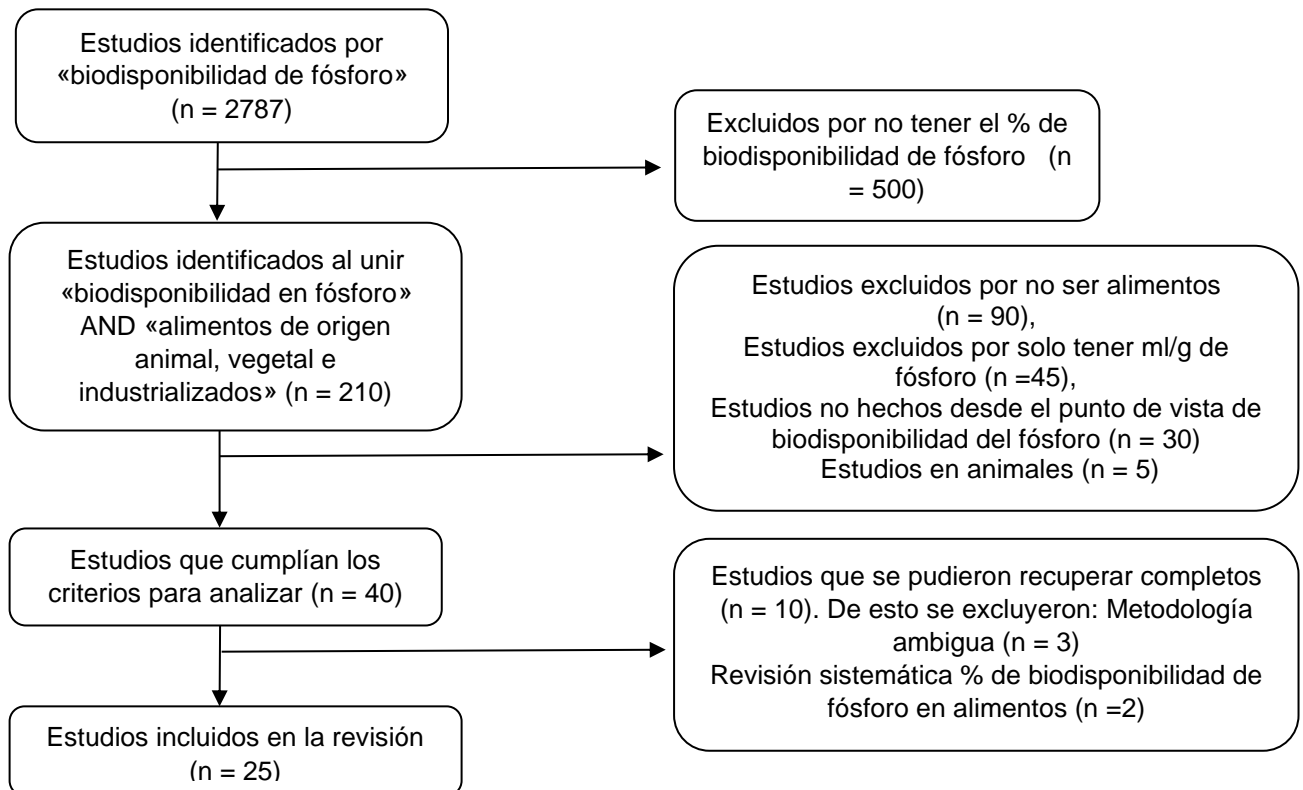 Estudios identificados por
«biodisponibilidad de fósforo»
(n = 2787)
Excluidos por no tener el % de
biodisponibilidad de fósforo (n
= 500)
Estudios identificados al unir
«biodisponibilidad en fósforo»
AND «alimentos de origen
animal, vegetal e
industrializados» (n = 210)
Estudios excluidos por no ser alimentos
(n = 90),
Estudios excluidos por solo tener ml/g de
fósforo (n =45),
Estudios no hechos desde el punto de vista de
biodisponibilidad del fósforo (n = 30)
Estudios en animales (n = 5)
Estudios que cumplían los
criterios para analizar (n = 40)
Estudios que se pudieron recuperar completos
(n = 10). De esto se excluyeron: Metodología
ambigua (n = 3)
Revisión sistemática % de biodisponibilidad de
fósforo en alimentos (n =2)
Estudios incluidos en la revisión
(n = 25)